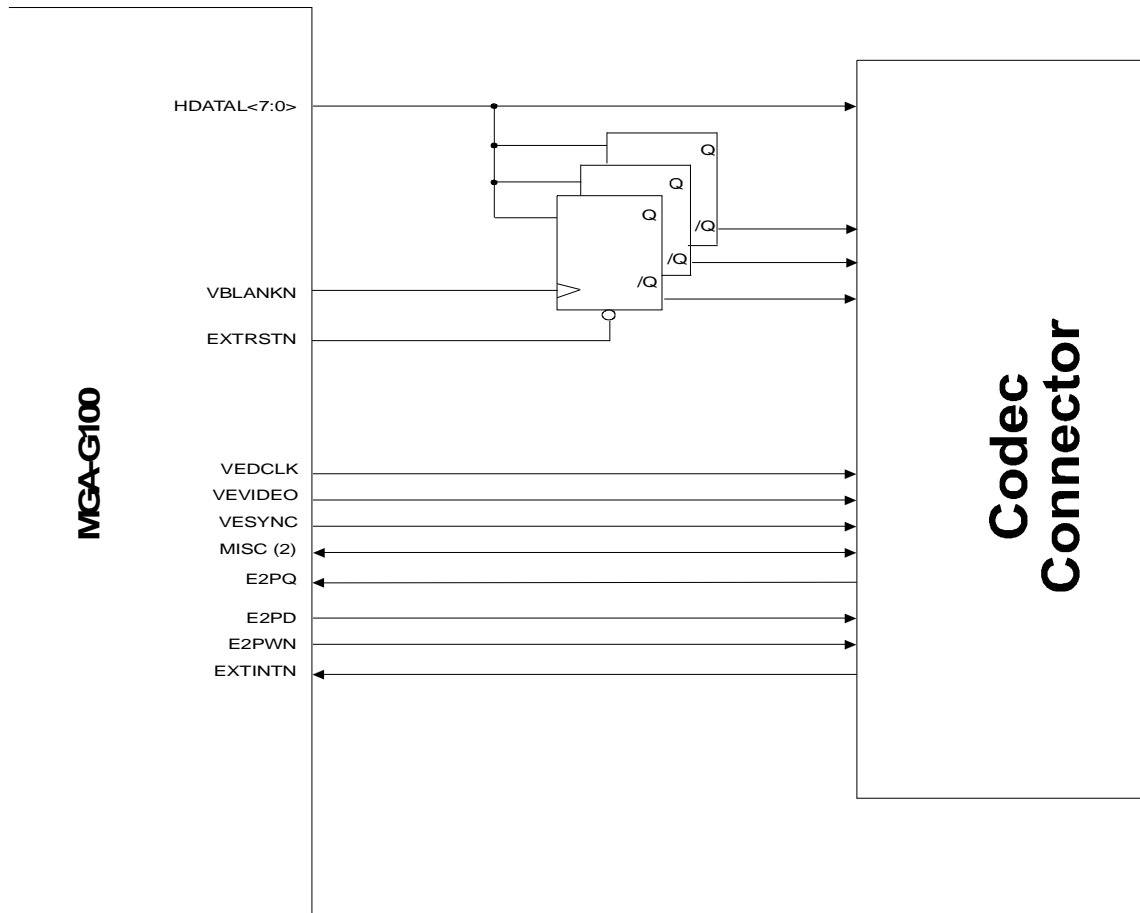 HDATAL<7:0>
Q
Q
Q
/Q
/Q
/Q
VBLANKN
EXTRSTN
MGA-G100
Codec
Connector
VEDCLK
VEVIDEO
VESYNC
MISC (2)
E2PQ
E2PD
E2PWN
EXTINTN